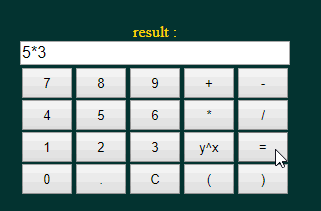 result :
5*3
7 8 9 + -
4 5 6 * /
1 2 3 y^x =
0 . C ( )